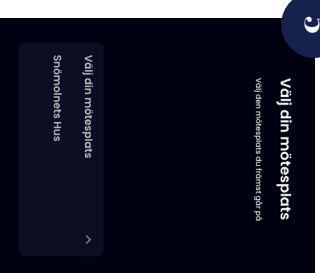 Välj din mötesplats
Välj den mötesplats du främst går på
Välj din mötesplats
Snömolnets Hus